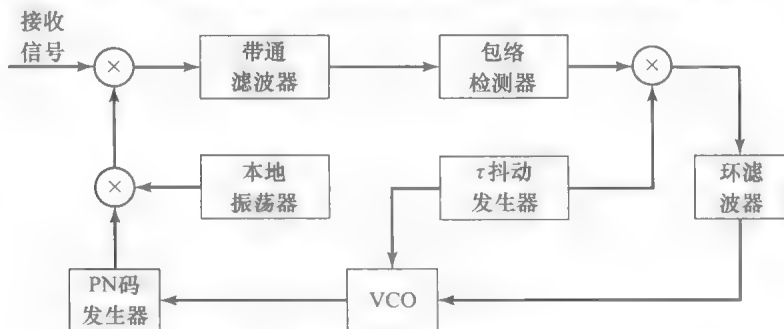 接收
信号
×
带通
滤波器
包络
检测器
×
×
本地
振荡器
τ抖动
发生器
环滤
波器
PN码
发生器
VCO